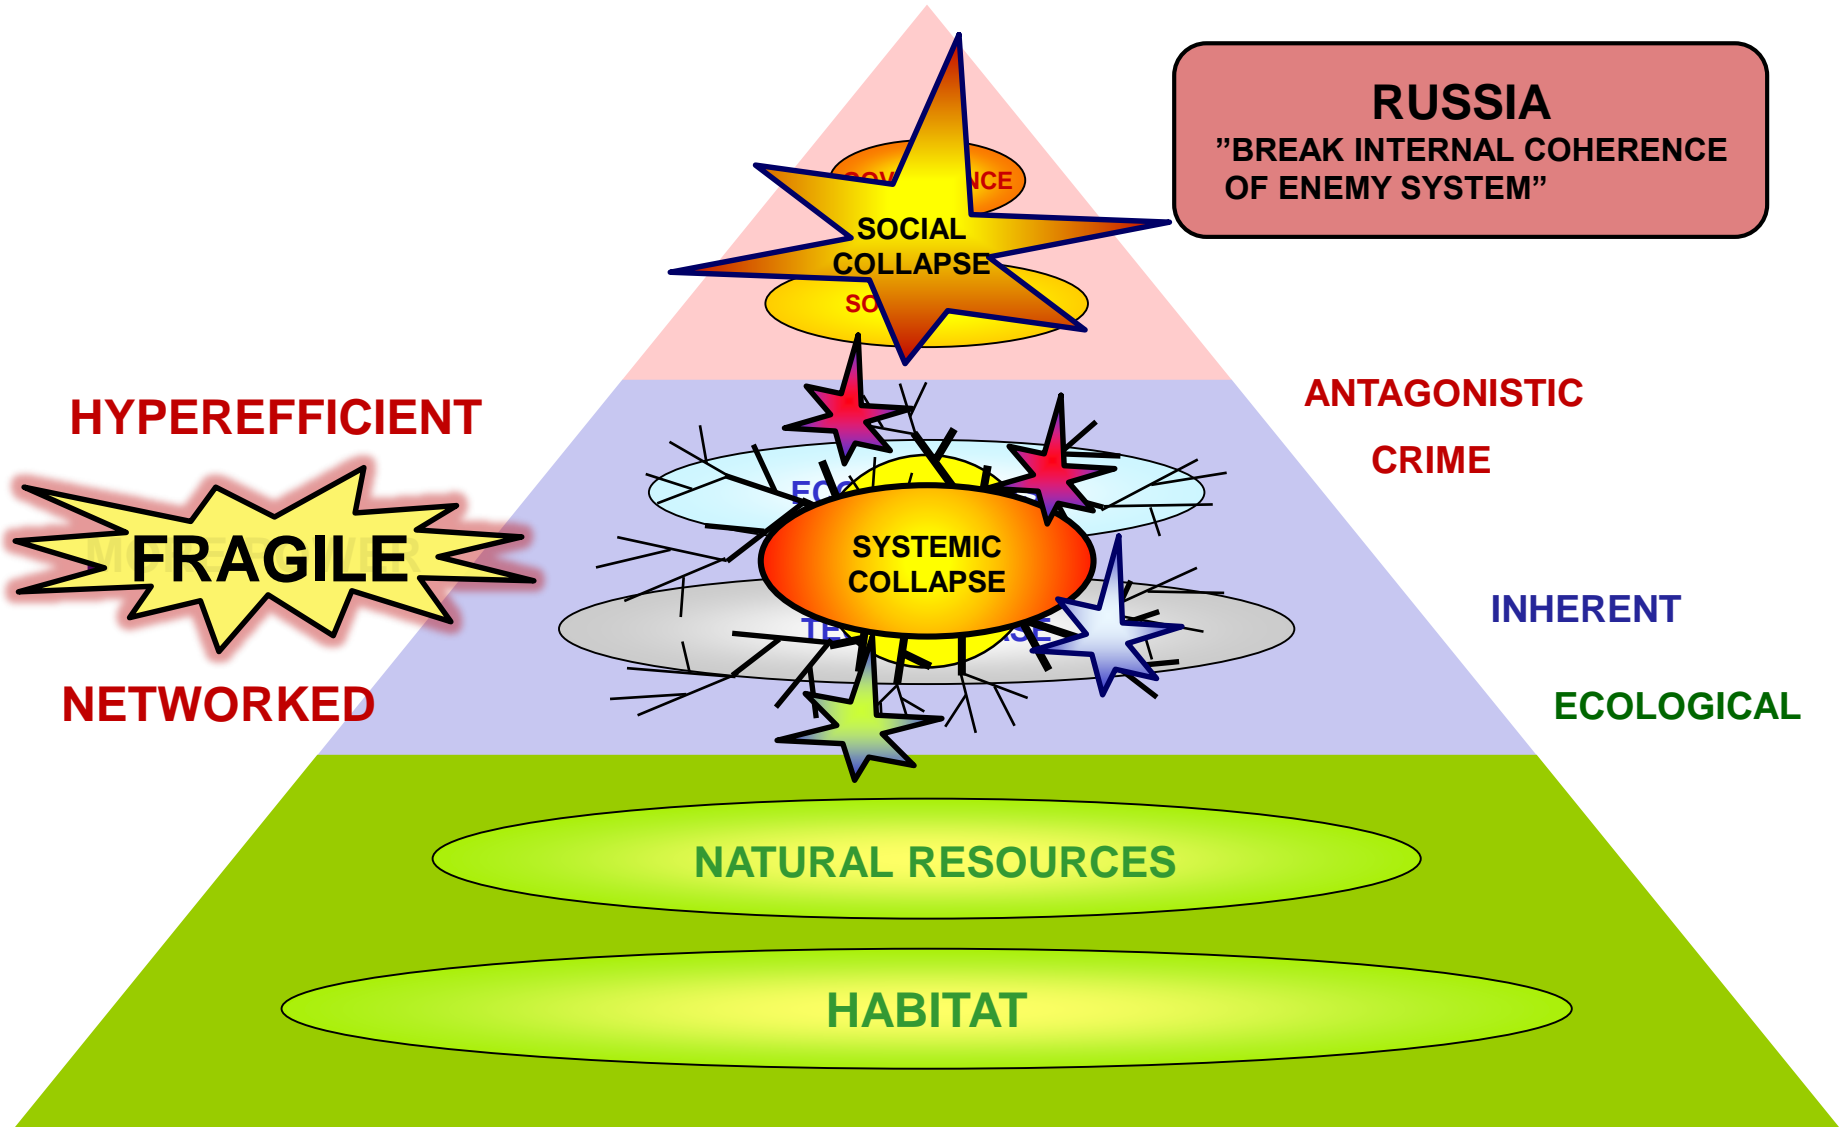 RUSSIA
”BREAK INTERNAL COHERENCE
OF ENEMY SYSTEM”
SOCIAL
COLLAPSE
ANTAGONISTIC
CRIME
HYPEREFFICIENT
FRAGILE
NETWORKED
SYSTEMIC
COLLAPSE
INHERENT
ECOLOGICAL
NATURAL RESOURCES
HABITAT